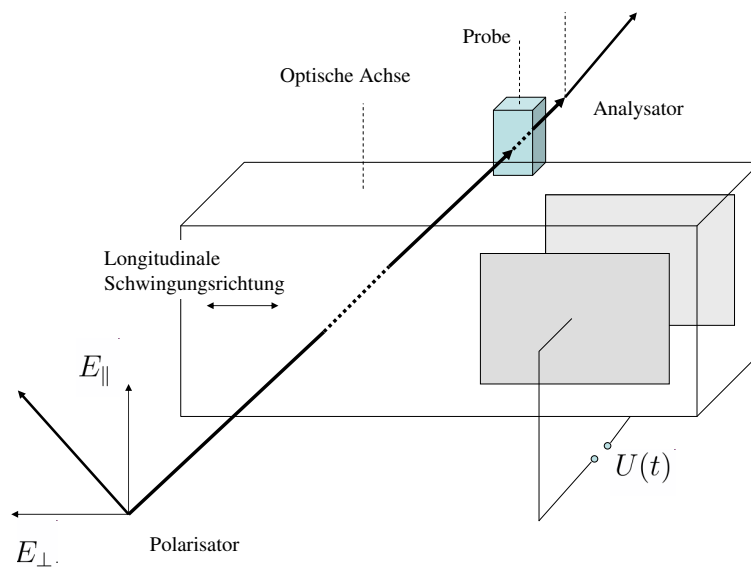 Probe
Optische Achse
Analysator
Longitudinale
Schwingungsrichtung
E∥
U(t)
E⊥
Polarisator